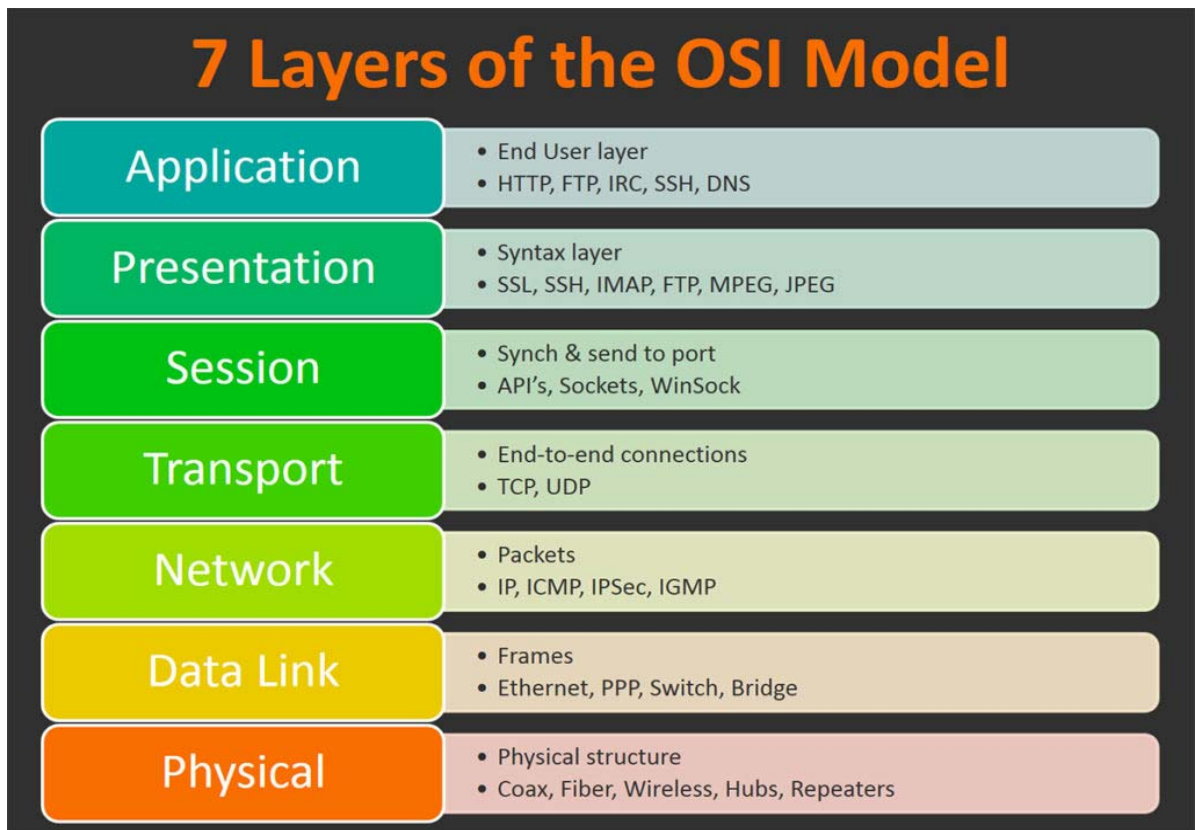 7 Layers of the OSI Model
Application
• End User layer
• HTTP, FTP, IRC, SSH, DNS
Presentation
• Syntax layer
• SSL, SSH, IMAP, FTP, MPEG, JPEG
Session
• Synch & send to port
• API's, Sockets, WinSock
Transport
• End-to-end connections
• TCP, UDP
Network
• Packets
• IP, ICMP, IPSec, IGMP
Data Link
• Frames
• Ethernet, PPP, Switch, Bridge
Physical
• Physical structure
• Coax, Fiber, Wireless, Hubs, Repeaters